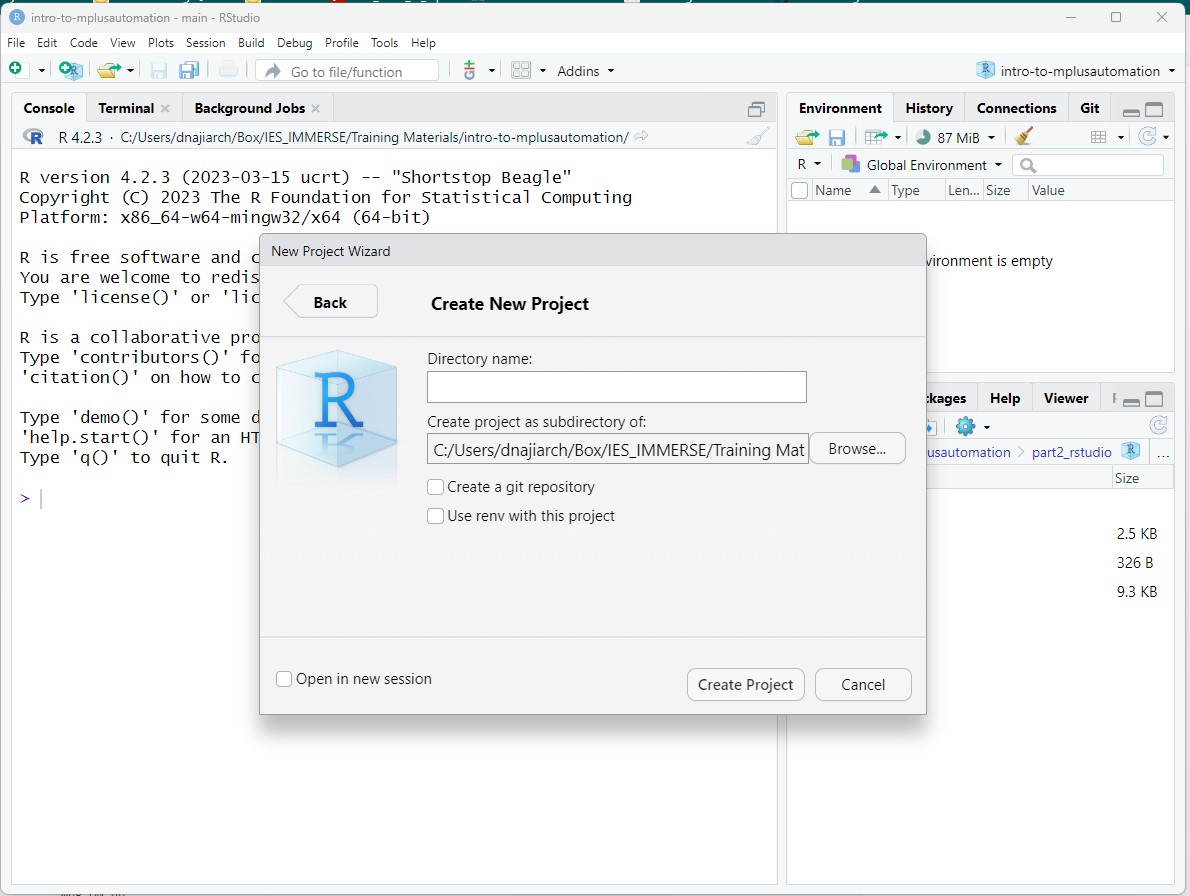 intro-to-mplusautomation - main - RStudio
File Edit Code View Plots Session Build Debug Profile Tools Help
Go to file/function
Addins
intro-to-mplusautomation
Console
Terminal
Background Jobs
R 4.2.3 · C:/Users/dnajiarch/Box/IES_IMMERSE/Training Materials/intro-to-mplusautomation/
R version 4.2.3 (2023-03-15 ucrt) -- "Shortstop Beagle"
Copyright (C) 2023 The R Foundation for Statistical Computing
Platform: x86_64-w64-mingw32/x64 (64-bit)
R is free software and c
You are welcome to redis
Type 'license()' or 'lic
R is a collaborative pro
Type 'contributors()' fo
'citation()' on how to c
Type 'demo()' for some d
'help.start()' for an HT
Type 'q()' to quit R.
>
New Project Wizard
Back
Create New Project
R
Directory name:
Create project as subdirectory of:
C:/Users/dnajiarch/Box/IES_IMMERSE/Training Mat
Browse...
Create a git repository
Use renv with this project
Open in new session
Create Project
Cancel
Environment History Connections Git
87 MiB
R
Global Environment
Name Type Len... Size Value
vironment is empty
ckages Help Viewer
usautomation
part2_rstudio
...
Size
2.5 KB
326 B
9.3 KB